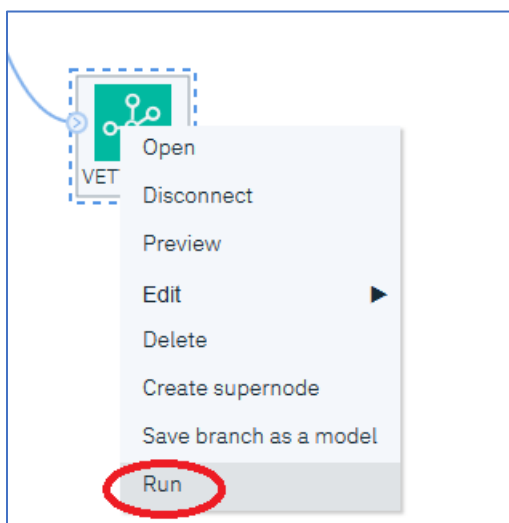 VET
Open
Disconnect
Preview
Edit
Delete
Create supernode
Save branch as a model
Run